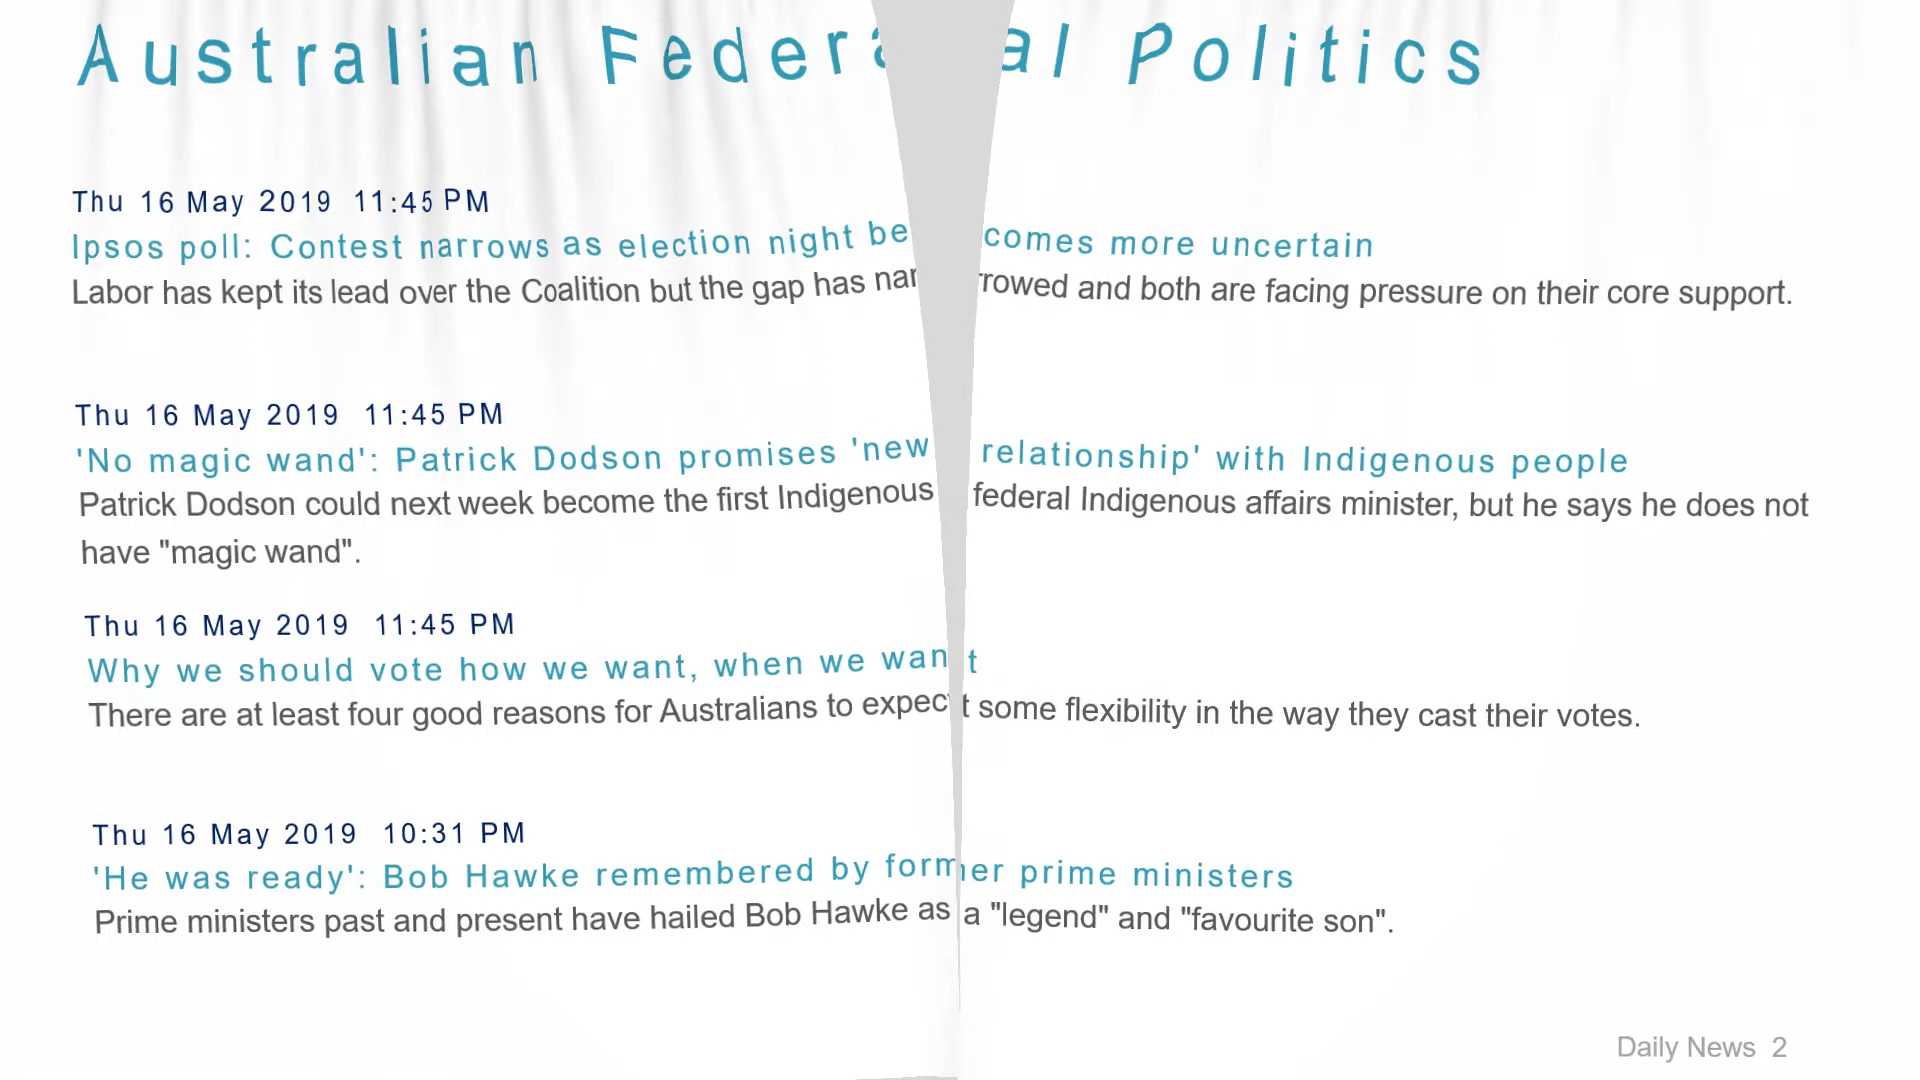 Australian Federal Politics
Thu 16 May 2019 11:45 PM
Ipsos poll: Contest narrows as election night becomes more uncertain
Labor has kept its lead over the Coalition but the gap has narrowed and both are facing pressure on their core support.
Thu 16 May 2019 11:45 PM
'No magic wand': Patrick Dodson promises 'new relationship' with Indigenous people
Patrick Dodson could next week become the first Indigenous federal Indigenous affairs minister, but he says he does not
have "magic wand".
Thu 16 May 2019 11:45 PM
Why we should vote how we want, when we want
There are at least four good reasons for Australians to expect some flexibility in the way they cast their votes.
Thu 16 May 2019 10:31 PM
'He was ready': Bob Hawke remembered by former prime ministers
Prime ministers past and present have hailed Bob Hawke as a "legend" and "favourite son".
Daily News 2